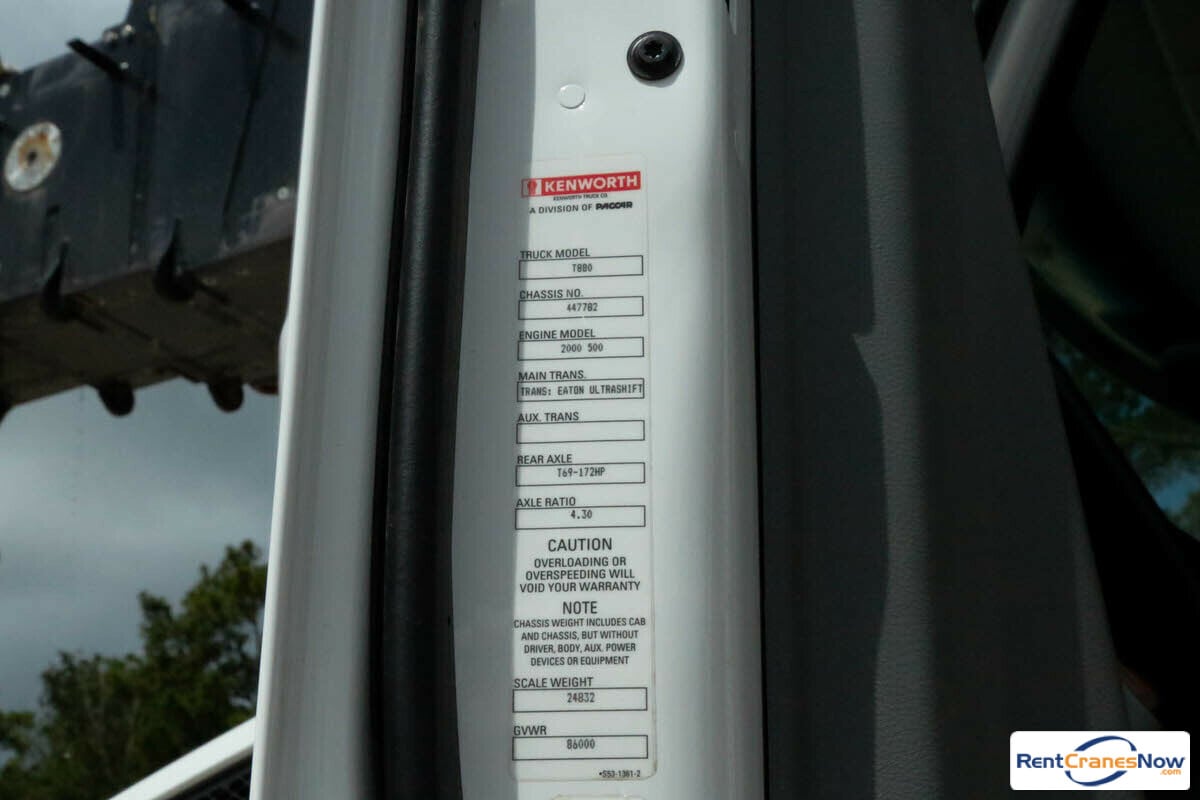 KENWORTH
KENWORTH TRUCK CO.
A DIVISION OF PACCAR
TRUCK MODEL
T880
CHASSIS NO.
447782
ENGINE MODEL
2000 500
MAIN TRANS.
TRANS: EATON ULTRASHIFT
AUX. TRANS
REAR AXLE
T69-172HP
AXLE RATIO
4.30
CAUTION
OVERLOADING OR
OVERSPEEDING WILL
VOID YOUR WARRANTY
NOTE
CHASSIS WEIGHT INCLUDES CAB
AND CHASSIS, BUT WITHOUT
DRIVER, BODY, AUX. POWER
DEVICES OR EQUIPMENT
SCALE WEIGHT
24832
GVWR
86000
•S53-1361-2
RentCranesNow.com